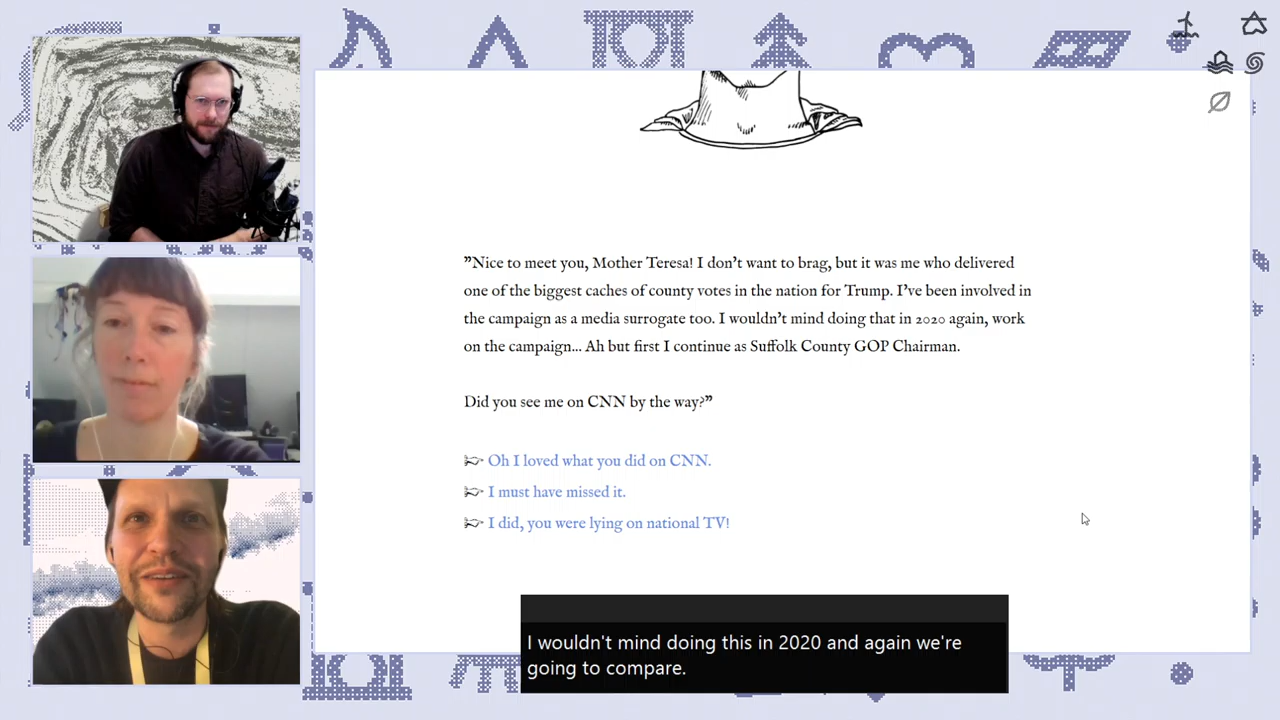 ”Nice to meet you, Mother Teresa! I don’t want to brag, but it was me who delivered
one of the biggest caches of county votes in the nation for Trump. I’ve been involved in
the campaign as a media surrogate too. I wouldn’t mind doing that in 2020 again, work
on the campaign... Ah but first I continue as Suffolk County GOP Chairman.
Did you see me on CNN by the way?”
Oh I loved what you did on CNN.
I must have missed it.
I did, you were lying on national TV!
I wouldn't mind doing this in 2020 and again we're
going to compare.